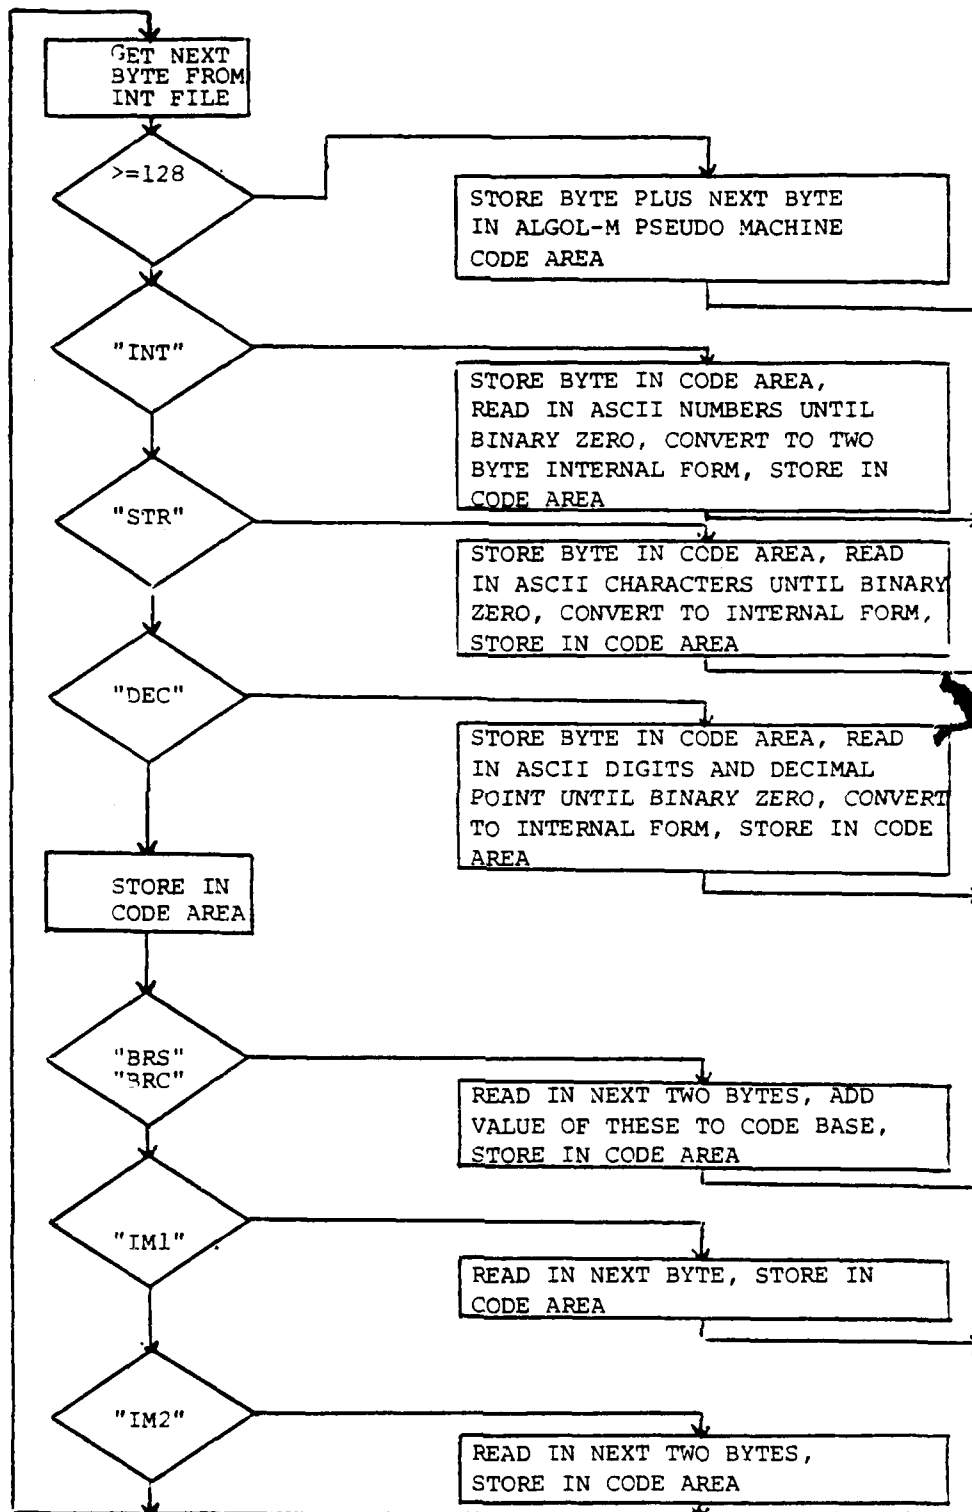 GET NEXT
BYTE FROM
INT FILE
>=128
STORE BYTE PLUS NEXT BYTE
IN ALGOL-M PSEUDO MACHINE
CODE AREA
"INT"
STORE BYTE IN CODE AREA,
READ IN ASCII NUMBERS UNTIL
BINARY ZERO, CONVERT TO TWO
BYTE INTERNAL FORM, STORE IN
CODE AREA
"STR"
STORE BYTE IN CODE AREA, READ
IN ASCII CHARACTERS UNTIL BINARY
ZERO, CONVERT TO INTERNAL FORM,
STORE IN CODE AREA
"DEC"
STORE BYTE IN CODE AREA, READ
IN ASCII DIGITS AND DECIMAL
POINT UNTIL BINARY ZERO, CONVERT
TO INTERNAL FORM, STORE IN CODE
AREA
STORE IN
CODE AREA
"BRS"
"BRC"
READ IN NEXT TWO BYTES, ADD
VALUE OF THESE TO CODE BASE,
STORE IN CODE AREA
"IM1"
READ IN NEXT BYTE, STORE IN
CODE AREA
"IM2"
READ IN NEXT TWO BYTES,
STORE IN CODE AREA